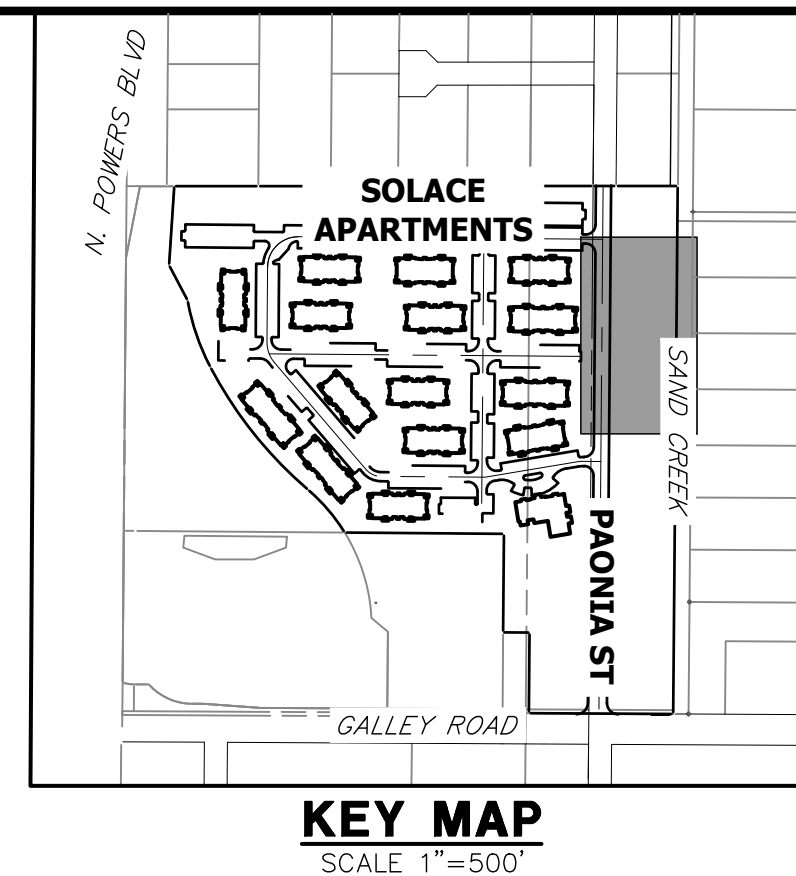 N. POWERS BLVD
SOLACE
APARTMENTS
SAND CREEK
PAONIA ST
GALLEY ROAD
KEY MAP
SCALE 1"=500'